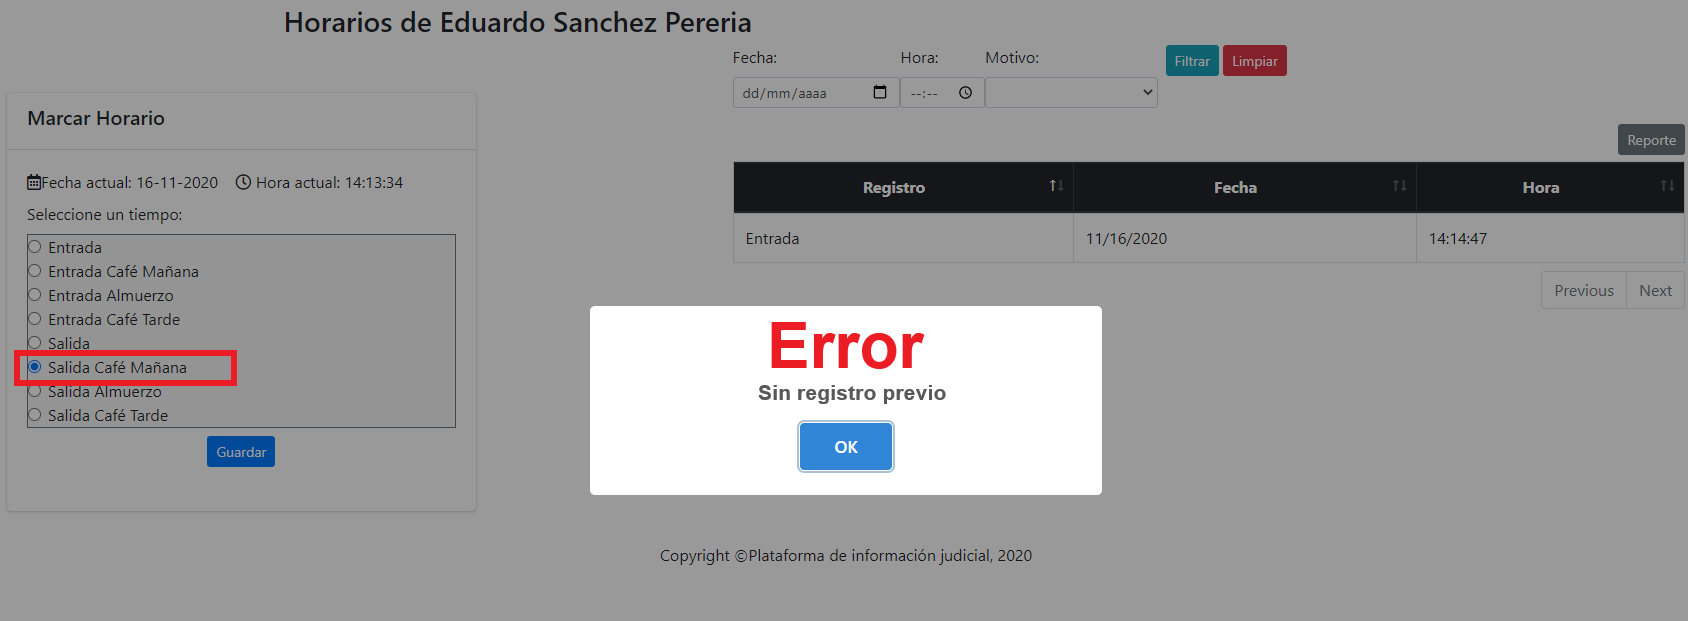 Horarios de Eduardo Sanchez Pereria
Fecha: Hora: Motivo: Filtrar Limpiar
dd/mm/aaaa --:--
Marcar Horario
Reporte
Fecha actual: 16-11-2020 Hora actual: 14:13:34
Seleccione un tiempo:
Entrada
Entrada Café Mañana
Entrada Almuerzo
Entrada Café Tarde
Salida
Salida Café Mañana
Salida Almuerzo
Salida Café Tarde
Guardar
Registro Fecha Hora
Entrada 11/16/2020 14:14:47
Previous Next
Error
Sin registro previo
OK
Copyright ©Plataforma de información judicial, 2020